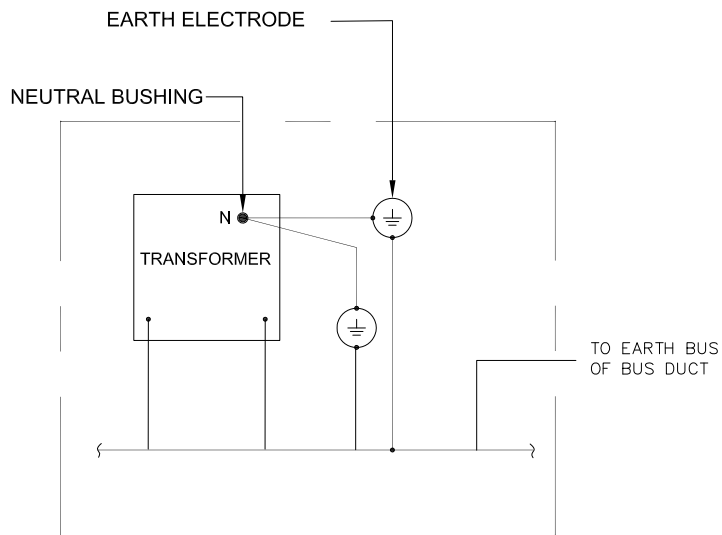 EARTH ELECTRODE
NEUTRAL BUSHING
N
TRANSFORMER
TO EARTH BUS
OF BUS DUCT